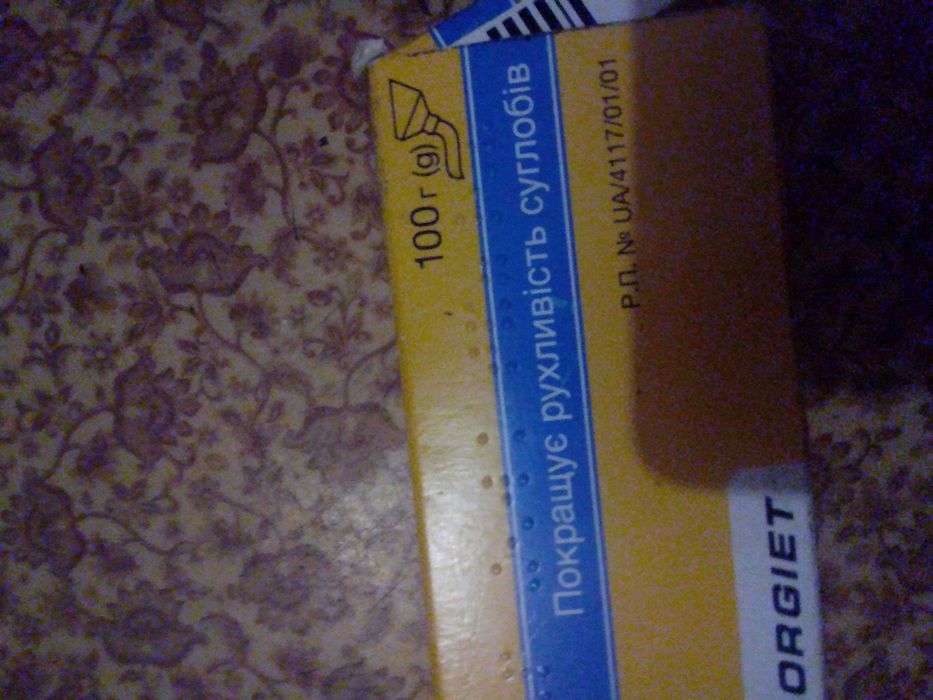 100 г (g)
Покращує рухливість суглобів
Р.П. № UA/4117/01/01
ORGIET